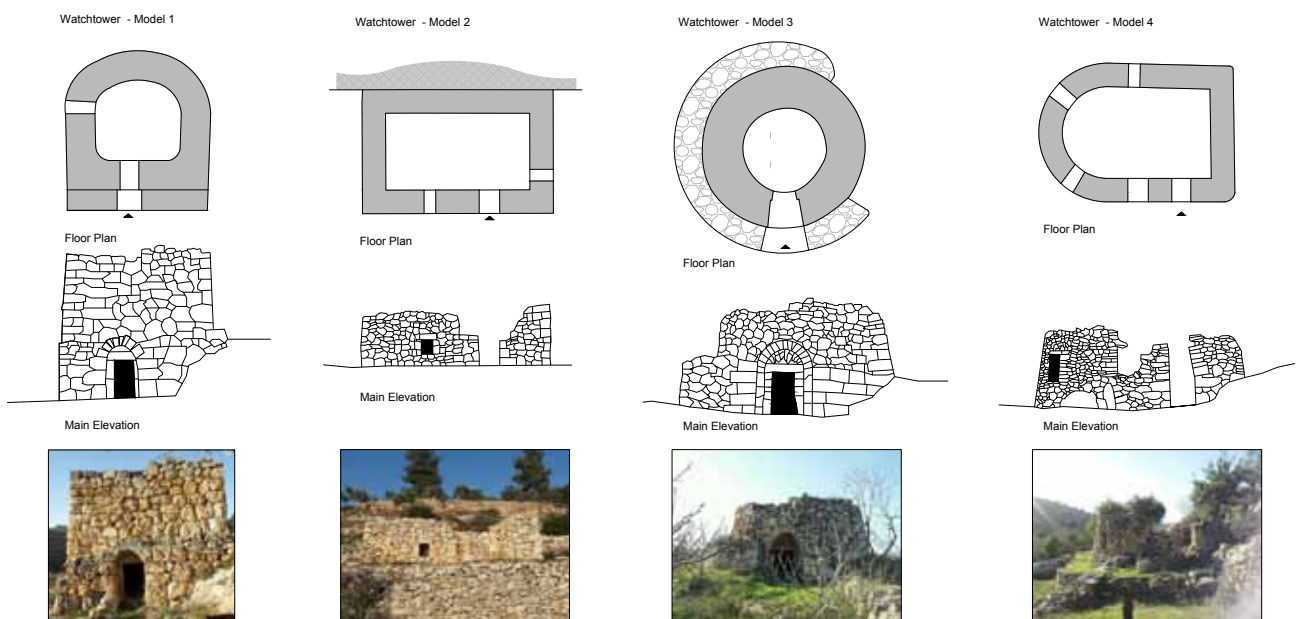 Watchtower - Model 1
Watchtower - Model 2
Watchtower - Model 3
Watchtower - Model 4
Floor Plan
Floor Plan
Floor Plan
Floor Plan
Main Elevation
Main Elevation
Main Elevation
Main Elevation